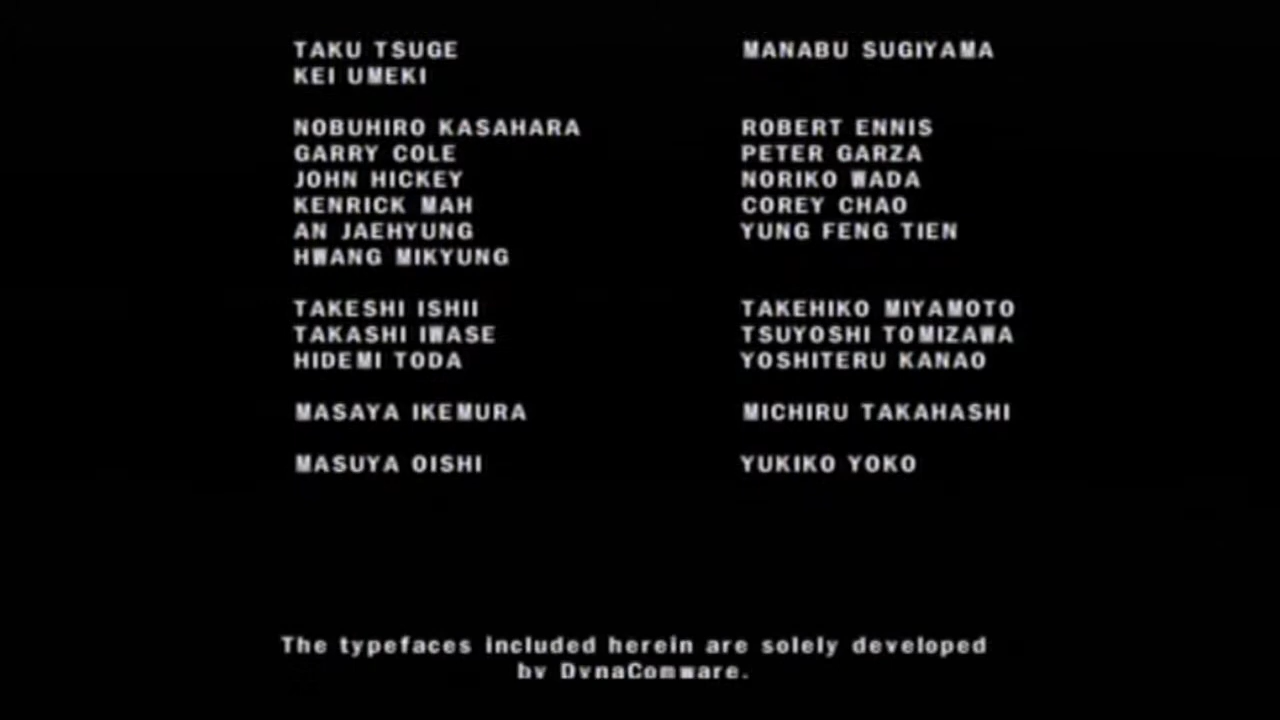 TAKU TSUGE MANABU SUGIYAMA
KEI UMEKI
NOBUHIRO KASAHARA ROBERT ENNIS
GARRY COLE PETER GARZA
JOHN HICKEY NORIKO WADA
KENRICK MAH COREY CHAO
AN JAEHYUNG YUNG FENG TIEN
HWANG MIKYUNG
TAKESHI ISHII TAKEHIKO MIYAMOTO
TAKASHI IWASE TSUYOSHI TOMIZAWA
HIDEMI TODA YOSHITERU KANAO
MASAYA IKEMURA MICHIRU TAKAHASHI
MASUYA OISHI YUKIKO YOKO
The typefaces included herein are solely developed
by DynaComware.